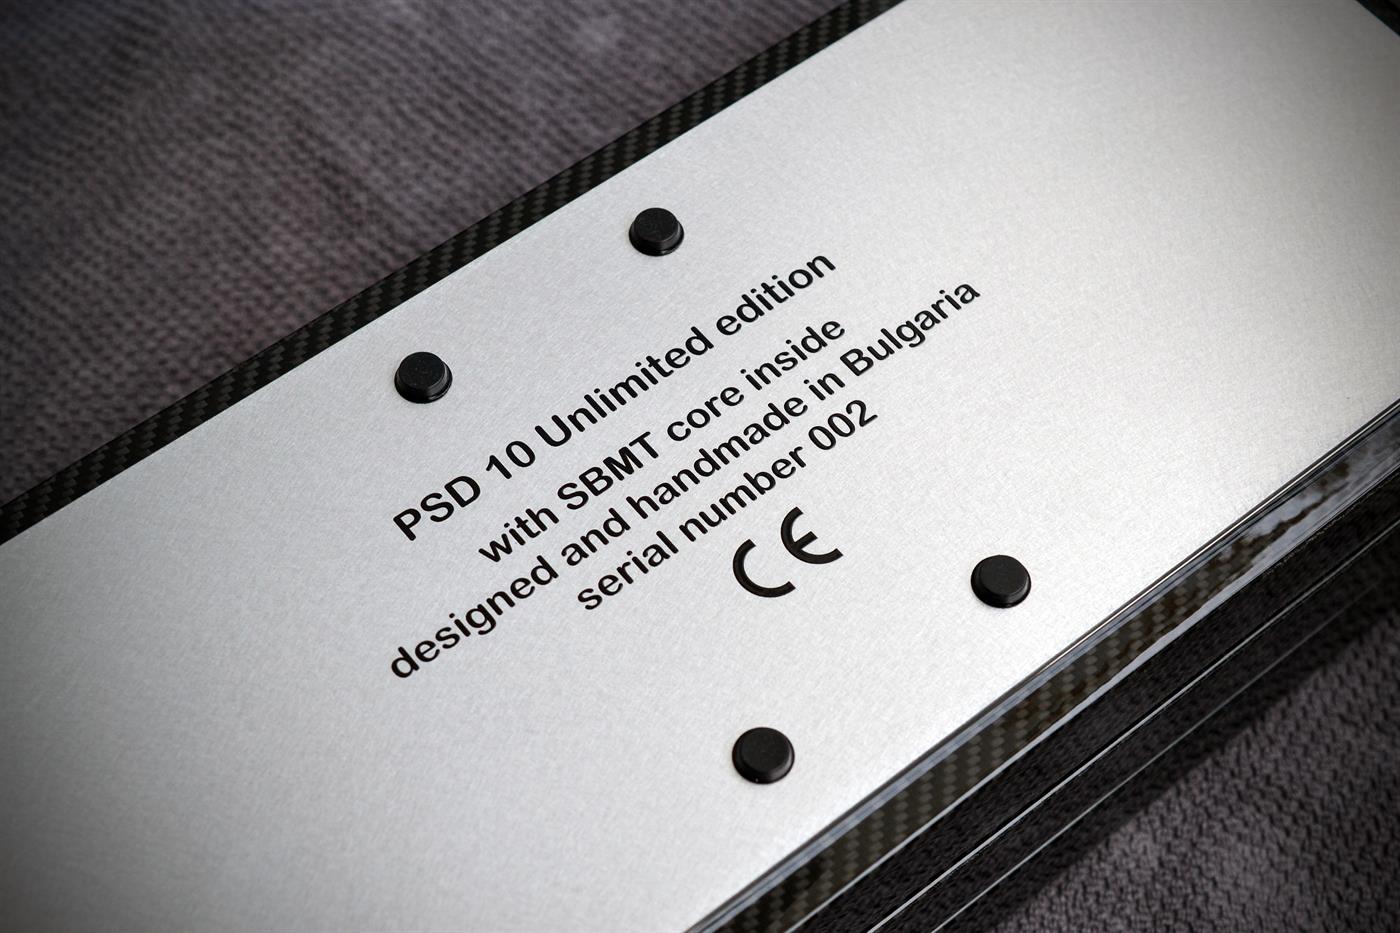 PSD 10 Unlimited edition
with SBMT core inside
designed and handmade in Bulgaria
serial number 002
CE